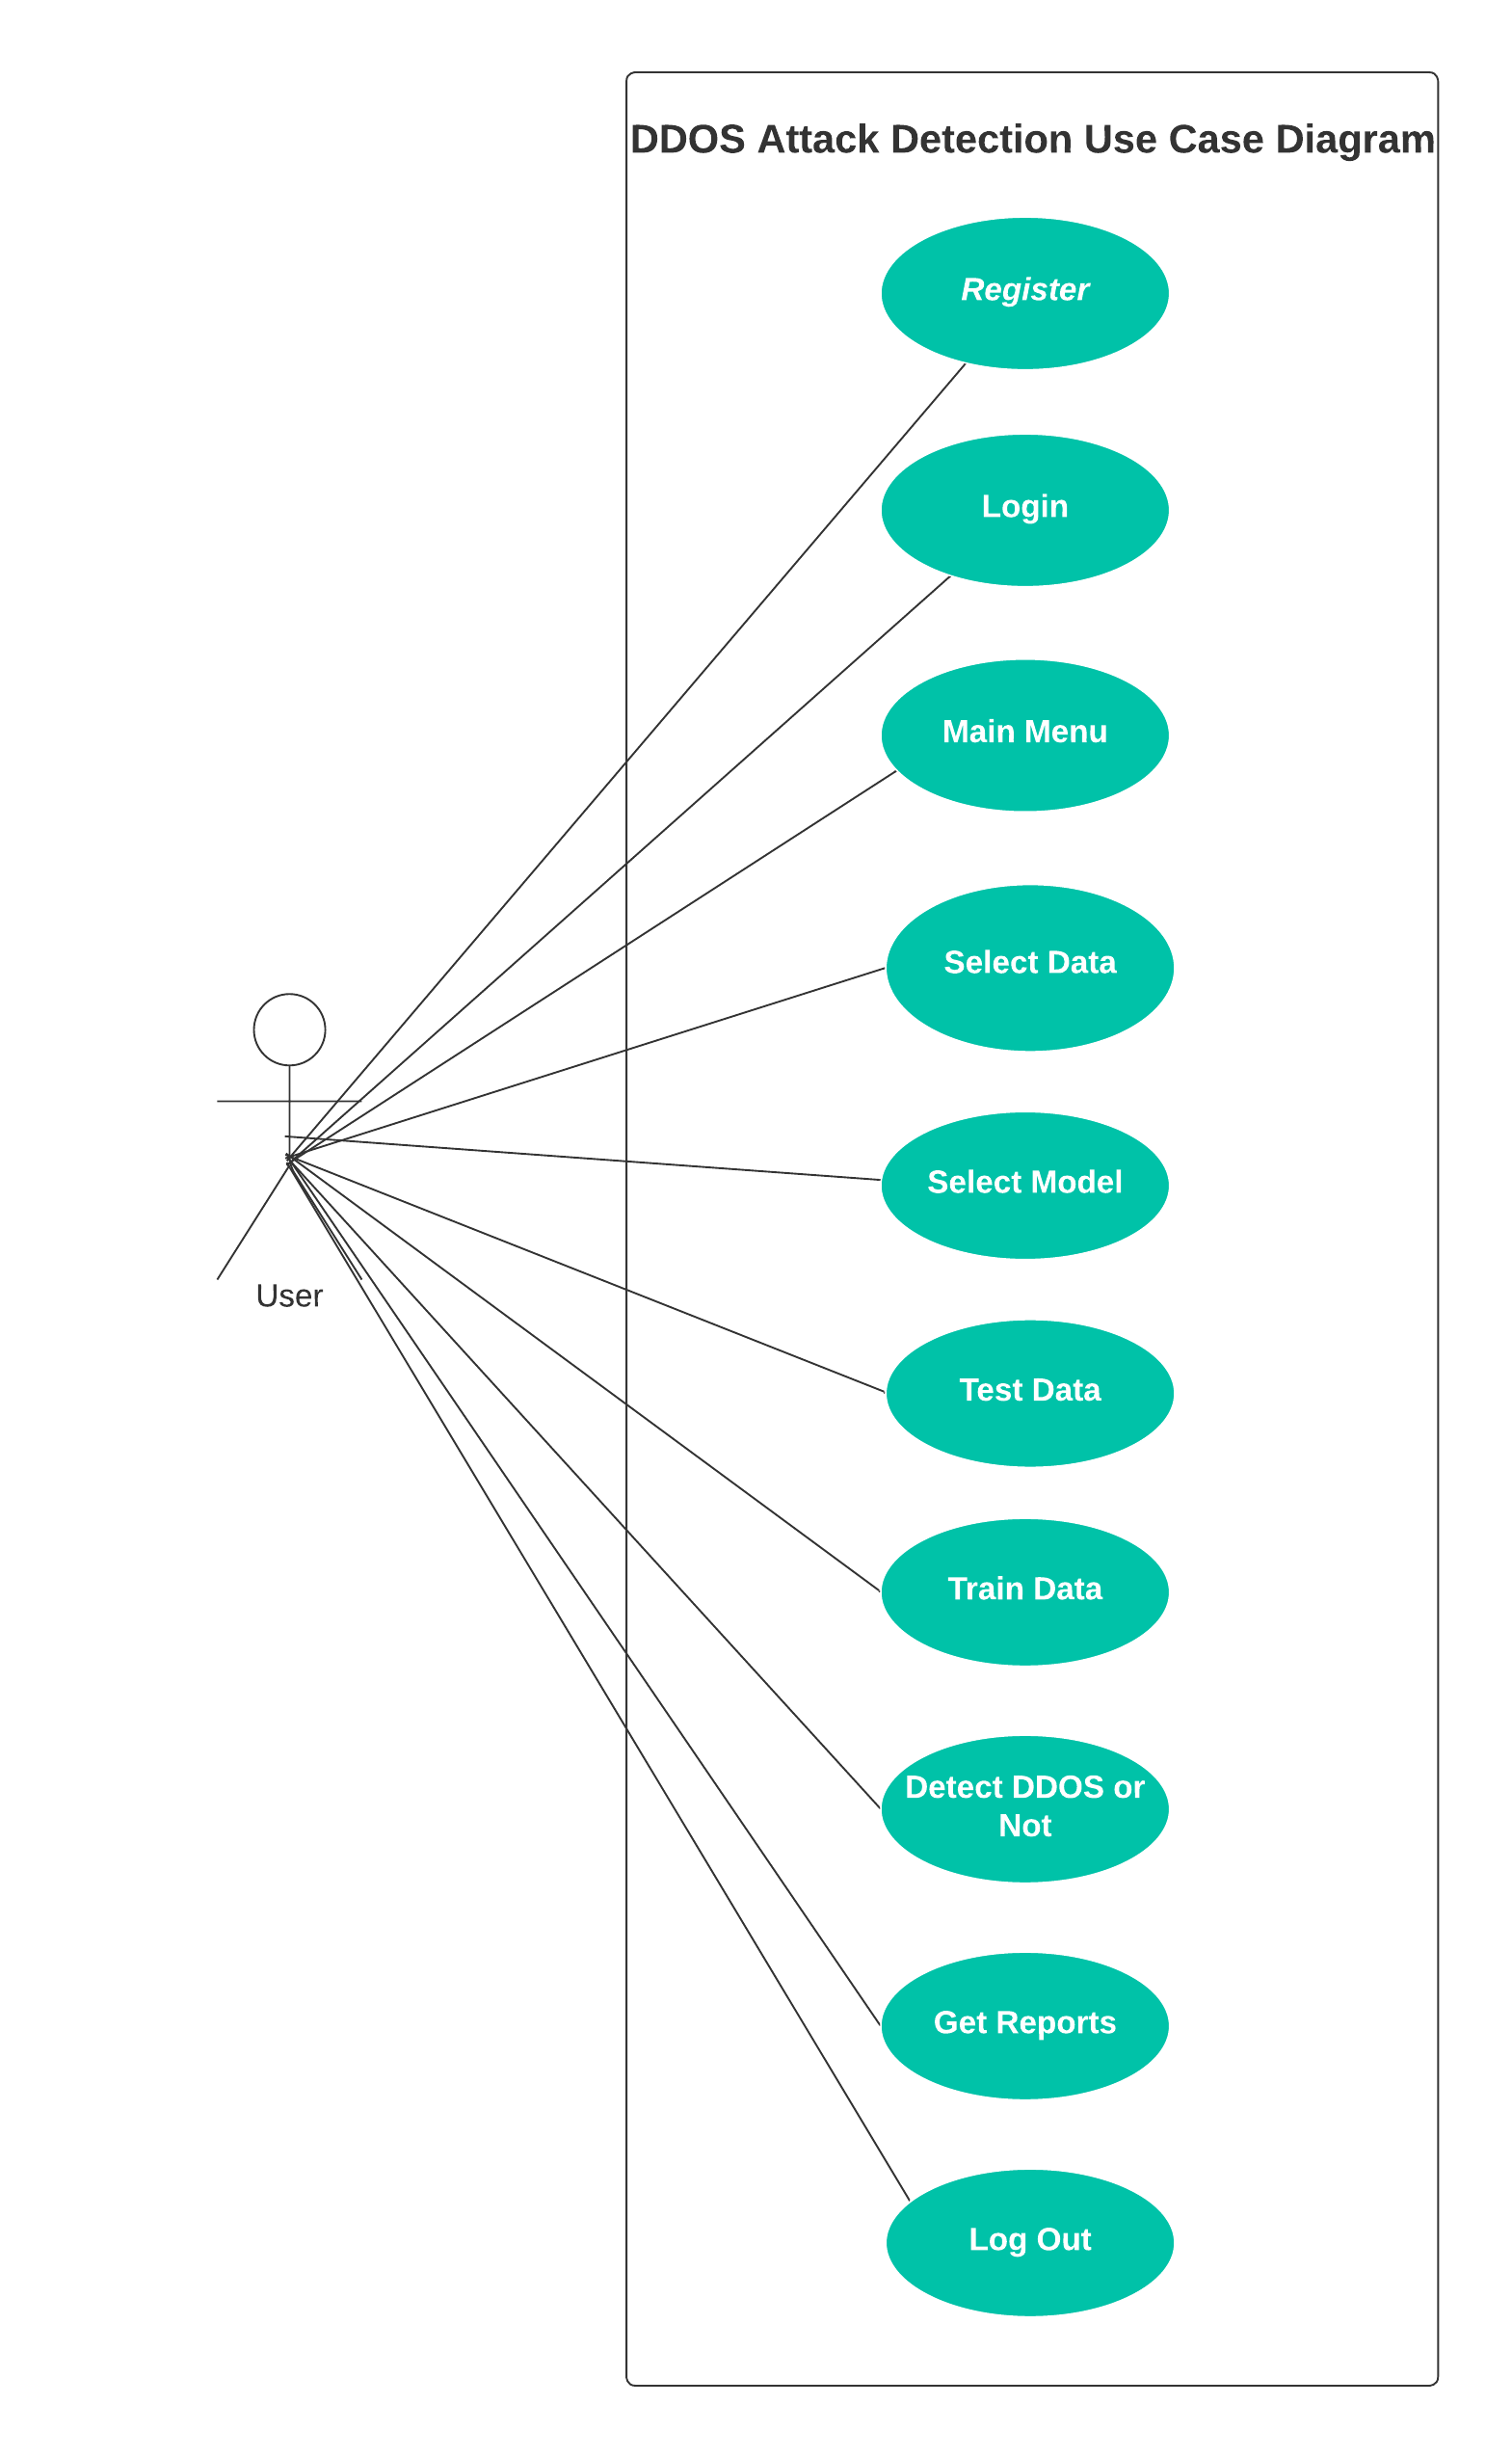 DDOS Attack Detection Use Case Diagram
Register
Login
Main Menu
Select Data
Select Model
User
Test Data
Train Data
Detect DDOS or
Not
Get Reports
Log Out